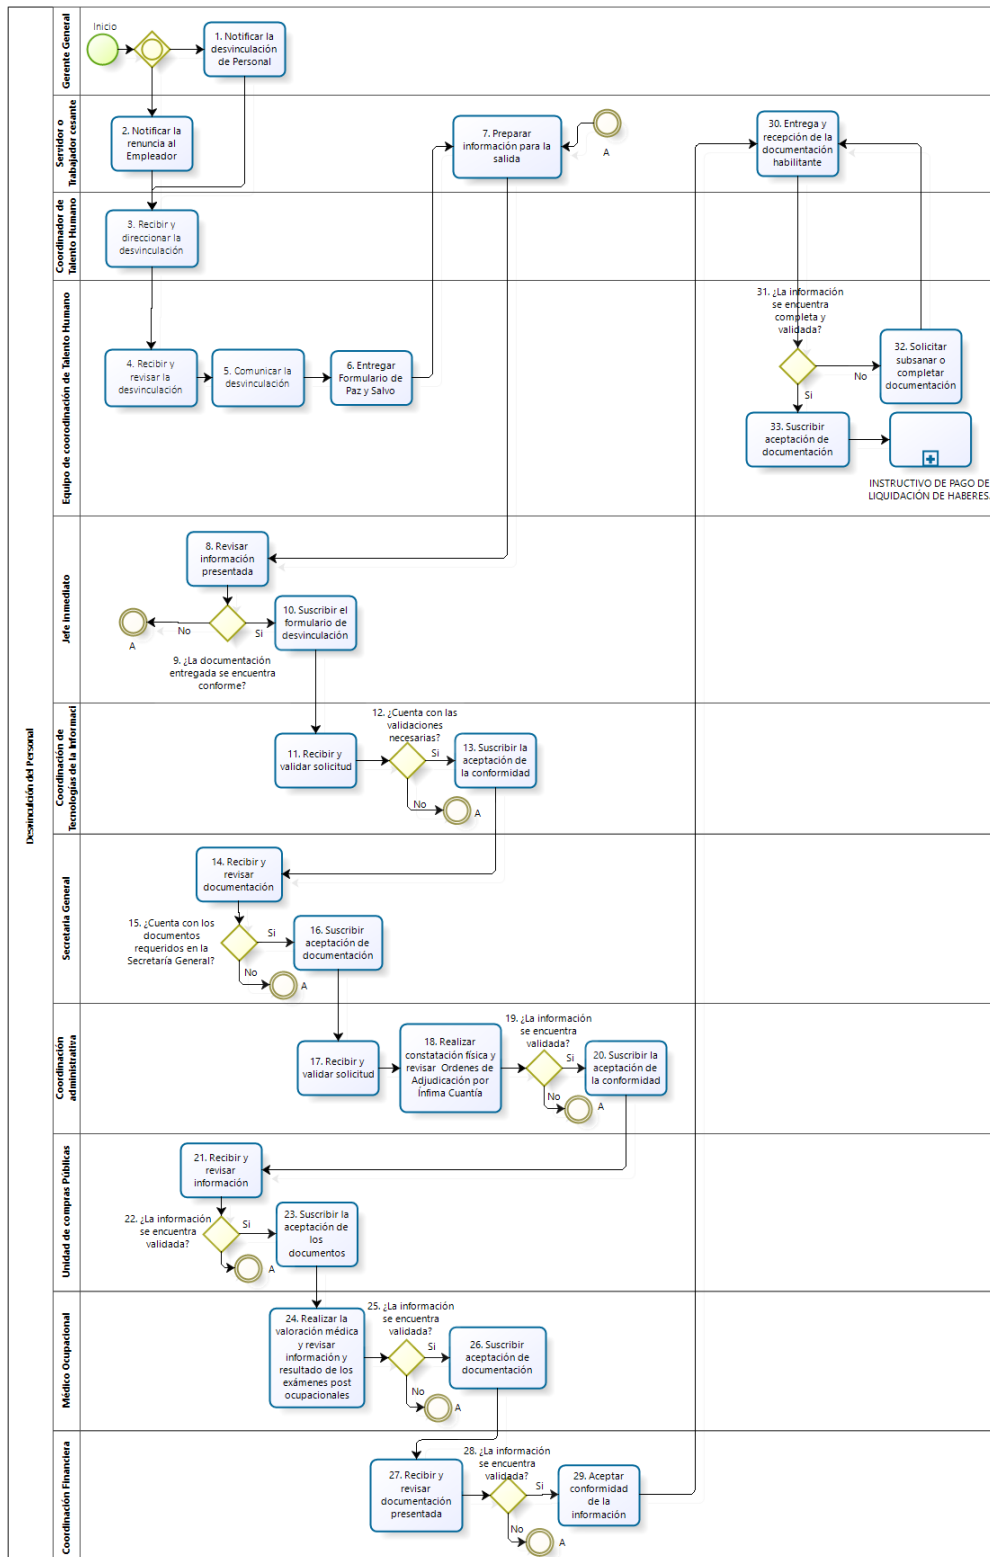 Desvinculción del Personal
Gerente General
Inicio
1. Notificar la
desvinculación
de Personal
Servidor o
Trabajador cesante
2. Notificar la
renuncia al
Empleador
7. Preparar
información para la
salida
A
30. Entrega y
recepción de la
documentación
habilitante
Coordinador de
Talento Humano
3. Recibir y
direccionar la
desvinculación
Equipo de coorodinación de Talento Humano
4. Recibir y
revisar la
desvinculación
5. Comunicar la
desvinculación
6. Entregar
Formulario de
Paz y Salvo
31. ¿La información
se encuentra
completa y
validada?
No
32. Solicitar
subsanar o
completar
documentación
Si
33. Suscribir
aceptación de
documentación
INSTRUCTIVO DE PAGO DE
LIQUIDACIÓN DE HABERES.
Jefe Inmediato
8. Revisar
información
presentada
A
No
Si
10. Suscribir el
formulario de
desvinculación
9. ¿La documentación
entregada se encuentra
conforme?
Coordinación de
Tecnologías de la Informaci
11. Recibir y
validar solicitud
12. ¿Cuenta con las
validaciones
necesarias?
Si
13. Suscribir la
aceptación de
la conformidad
No
A
Secretaria General
14. Recibir y
revisar
documentación
15. ¿Cuenta con los
documentos
requeridos en la
Secretaría General?
Si
16. Suscribir
aceptación de
documentación
No
A
Coordinación
administrativa
17. Recibir y
validar solicitud
18. Realizar
constatación física y
revisar Ordenes de
Adjudicación por
Ínfima Cuantía
19. ¿La información
se encuentra
validada?
Si
20. Suscribir la
aceptación de
la conformidad
No
A
Unidad de compras Públicas
21. Recibir y
revisar
información
22. ¿La información
se encuentra
validada?
Si
23. Suscribir la
aceptación de
los
documentos
No
A
Médico Ocupacional
24. Realizar la
valoración médica
y revisar
información y
resultado de los
exámenes post
ocupacionales
25. ¿La información
se encuentra
validada?
Si
26. Suscribir
aceptación de
documentación
No
A
Coordinación Financiera
27. Recibir y
revisar
documentación
presentada
28. ¿La información
se encuentra
validada?
Si
29. Aceptar
conformidad
de la
información
No
A